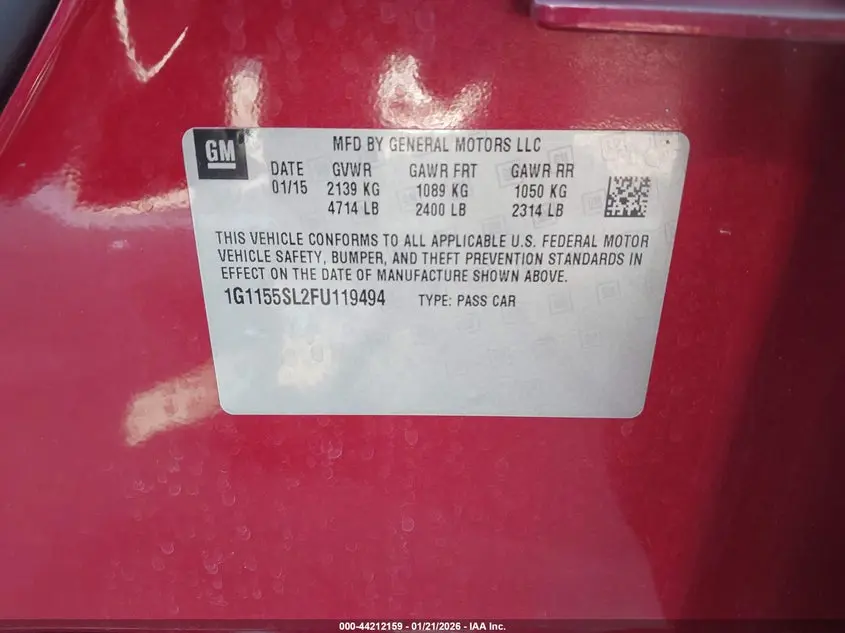 GM
MFD BY GENERAL MOTORS LLC
DATE GVWR GAWR FRT GAWR RR
01/15 2139 KG 1089 KG 1050 KG
4714 LB 2400 LB 2314 LB
THIS VEHICLE CONFORMS TO ALL APPLICABLE U.S. FEDERAL MOTOR
VEHICLE SAFETY, BUMPER, AND THEFT PREVENTION STANDARDS IN
EFFECT ON THE DATE OF MANUFACTURE SHOWN ABOVE.
1G1155SL2FU119494 TYPE: PASS CAR
000-44212159 - 01/21/2026 - IAA Inc.